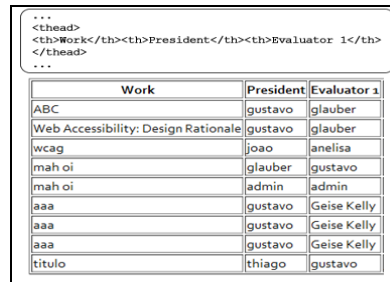 ...
<thead>
<th>Work</th><th>President</th><th>Evaluator 1</th>
</thead>
...
Work President Evaluator 1
ABC gustavo glauber
Web Accessibility: Design Rationale gustavo glauber
wcag joao anelisa
mah oi glauber gustavo
mah oi admin admin
aaa gustavo Geise Kelly
aaa gustavo Geise Kelly
aaa gustavo Geise Kelly
titulo thiago gustavo